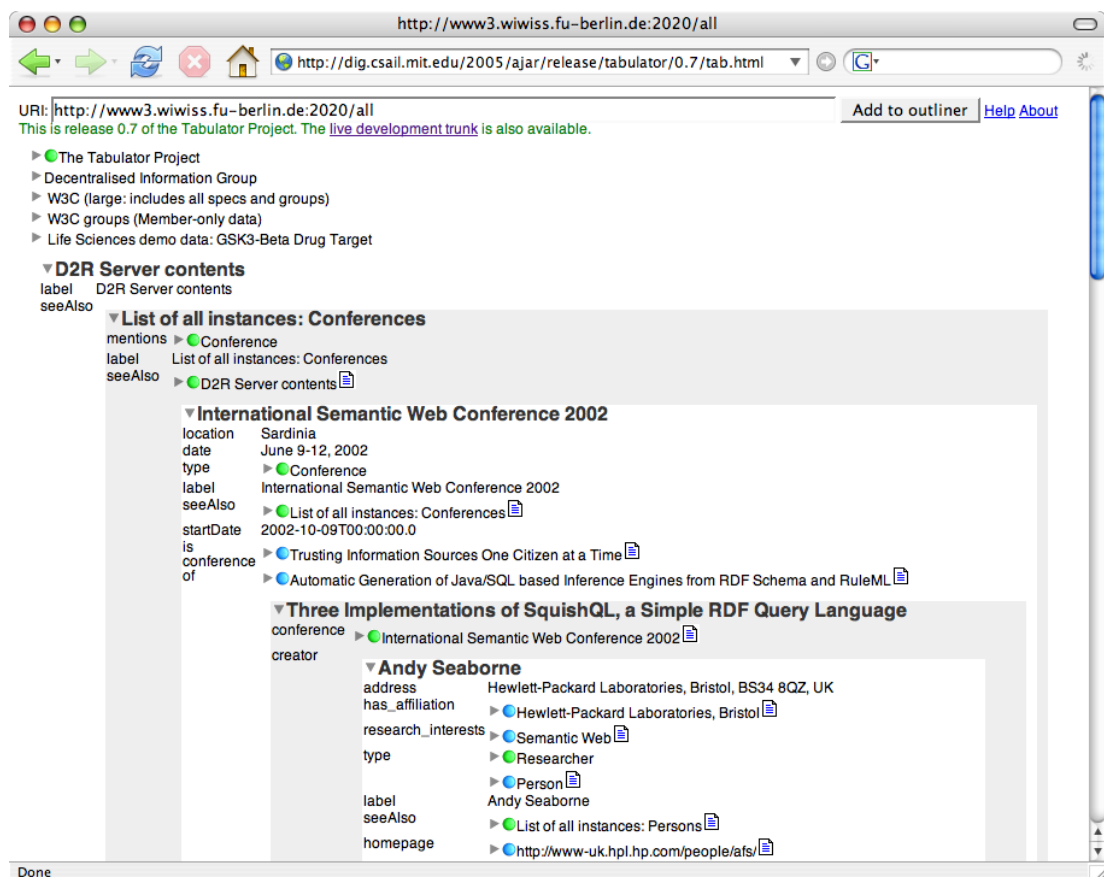 http://www3.wiwiss.fu-berlin.de:2020/all
http://dig.csail.mit.edu/2005/ajar/release/tabulator/0.7/tab.html
G
URI: http://www3.wiwiss.fu-berlin.de:2020/all Add to outliner Help About
This is release 0.7 of the Tabulator Project. The live development trunk is also available.
The Tabulator Project
Decentralised Information Group
W3C (large: includes all specs and groups)
W3C groups (Member-only data)
Life Sciences demo data: GSK3-Beta Drug Target
D2R Server contents
label D2R Server contents
seeAlso
List of all instances: Conferences
mentions Conference
label List of all instances: Conferences
seeAlso D2R Server contents
International Semantic Web Conference 2002
location Sardinia
date June 9-12, 2002
type Conference
label International Semantic Web Conference 2002
seeAlso List of all instances: Conferences
startDate 2002-10-09T00:00:00.0
is conference of Trusting Information Sources One Citizen at a Time
Automatic Generation of Java/SQL based Inference Engines from RDF Schema and RuleML
Three Implementations of SquishQL, a Simple RDF Query Language
conference International Semantic Web Conference 2002
creator
Andy Seaborne
address Hewlett-Packard Laboratories, Bristol, BS34 8QZ, UK
has_affiliation Hewlett-Packard Laboratories, Bristol
research_interests Semantic Web
type Researcher
Person
label Andy Seaborne
seeAlso List of all instances: Persons
homepage http://www-uk.hpl.hp.com/people/afs/
Done